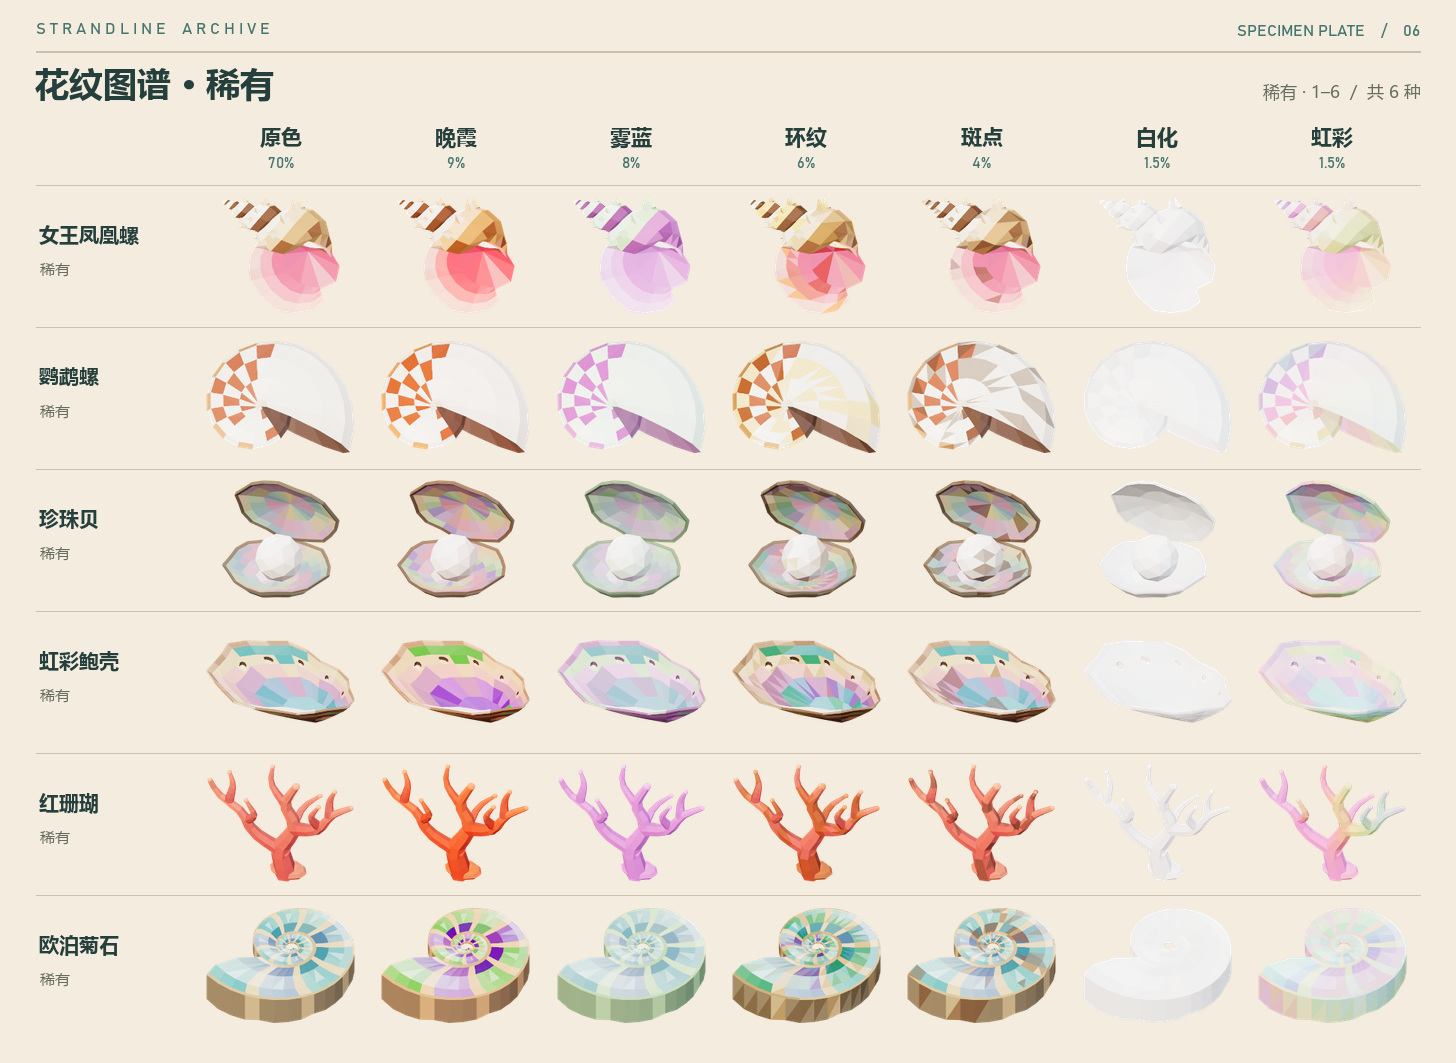 STRANDLINE ARCHIVE
SPECIMEN PLATE / 06
花纹图谱·稀有
稀有 · 1–6 / 共 6 种
原色 晚霞 雾蓝 环纹 斑点 白化 虹彩
70% 9% 8% 6% 4% 1.5% 1.5%
女王凤凰螺
稀有
鹦鹉螺
稀有
珍珠贝
稀有
虹彩鲍壳
稀有
红珊瑚
稀有
欧泊菊石
稀有